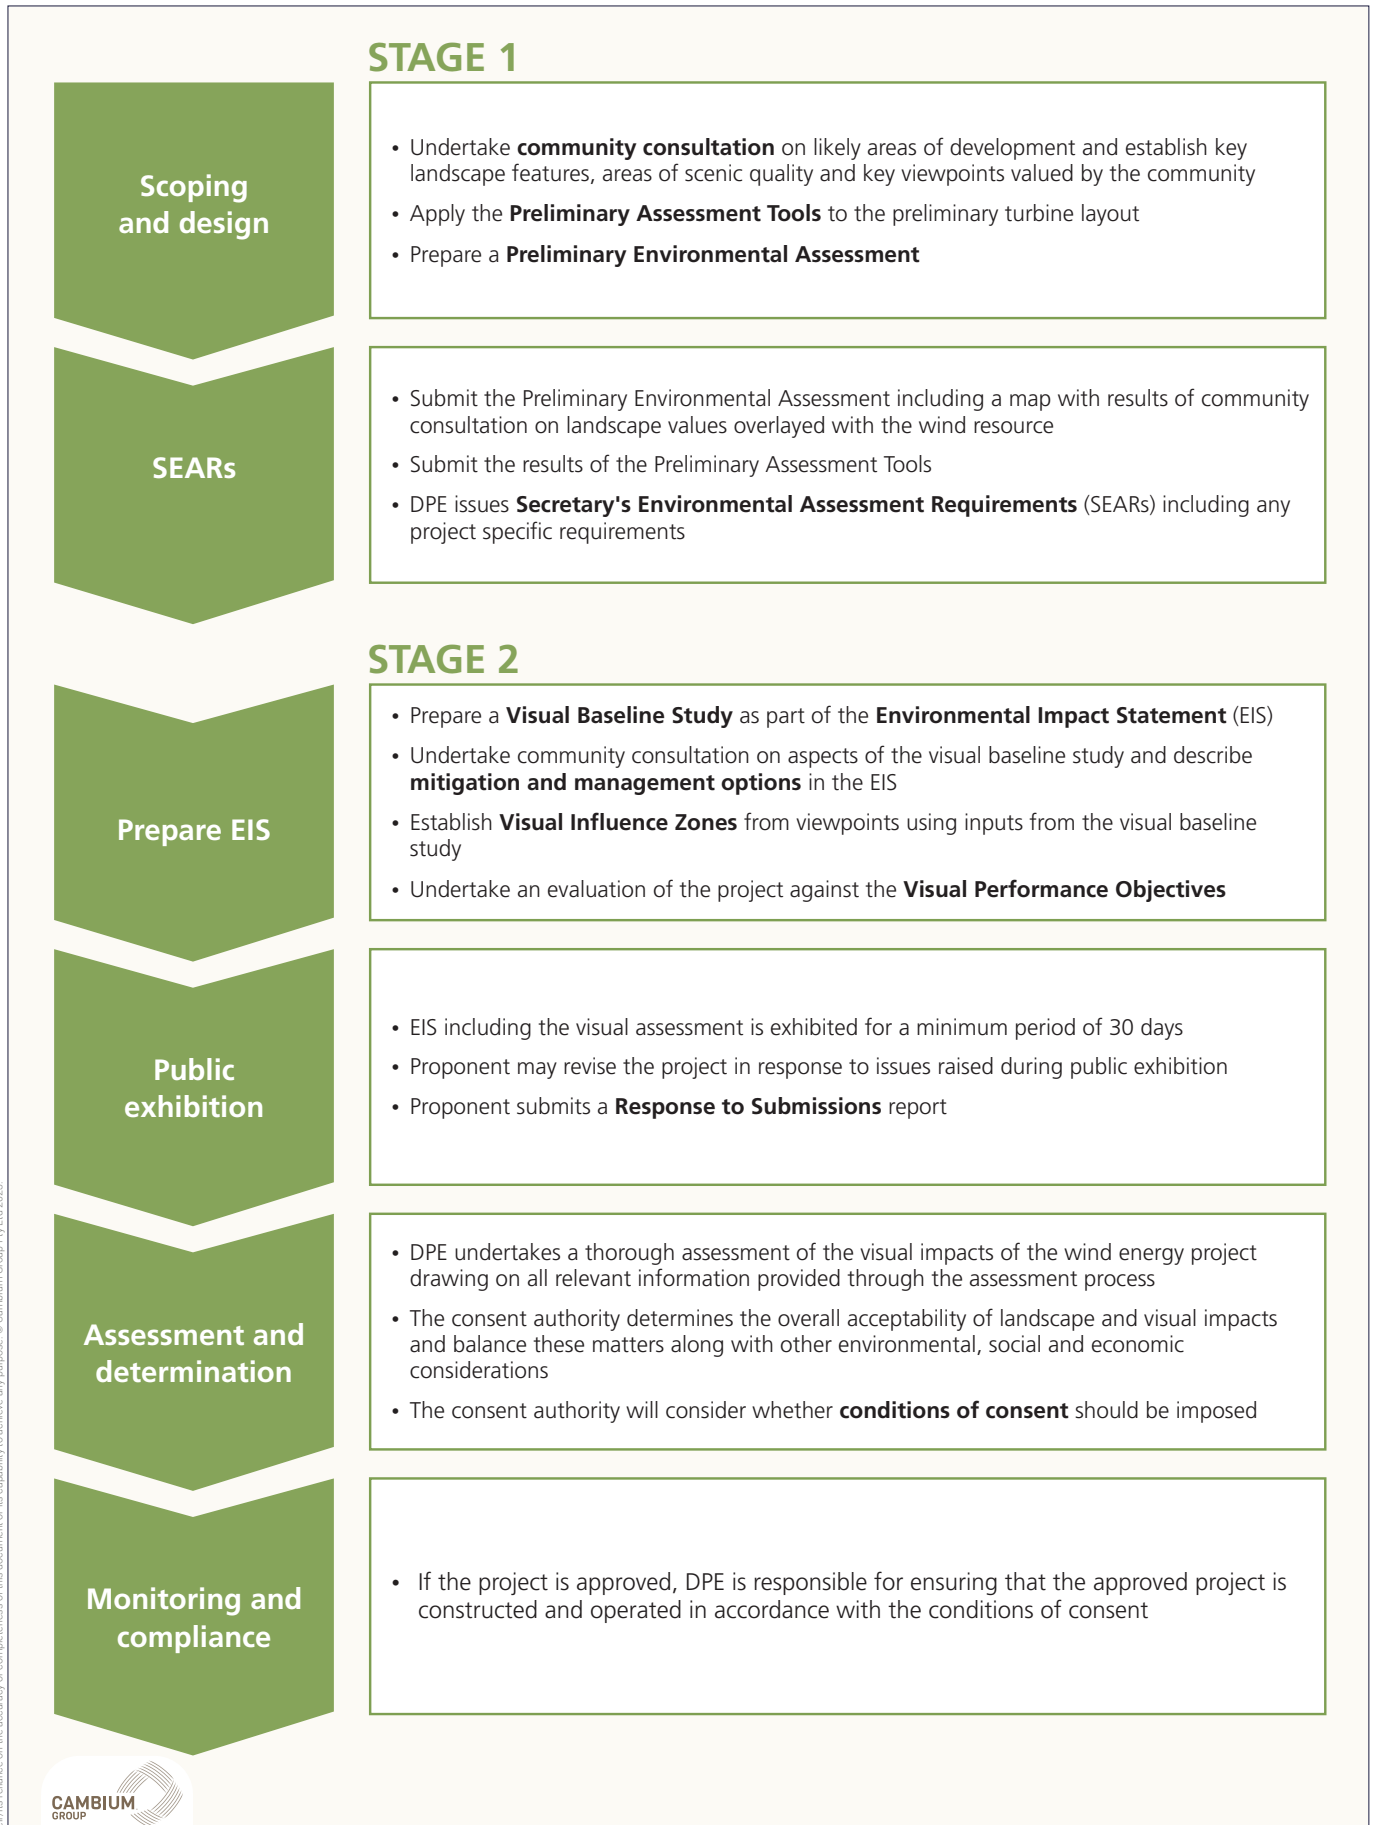 STAGE 1
Scoping
and design
• Undertake community consultation on likely areas of development and establish key
landscape features, areas of scenic quality and key viewpoints valued by the community
• Apply the Preliminary Assessment Tools to the preliminary turbine layout
• Prepare a Preliminary Environmental Assessment
SEARs
• Submit the Preliminary Environmental Assessment including a map with results of community
consultation on landscape values overlayed with the wind resource
• Submit the results of the Preliminary Assessment Tools
• DPE issues Secretary's Environmental Assessment Requirements (SEARs) including any
project specific requirements
STAGE 2
Prepare EIS
• Prepare a Visual Baseline Study as part of the Environmental Impact Statement (EIS)
• Undertake community consultation on aspects of the visual baseline study and describe
mitigation and management options in the EIS
• Establish Visual Influence Zones from viewpoints using inputs from the visual baseline
study
• Undertake an evaluation of the project against the Visual Performance Objectives
Public
exhibition
• EIS including the visual assessment is exhibited for a minimum period of 30 days
• Proponent may revise the project in response to issues raised during public exhibition
• Proponent submits a Response to Submissions report
Assessment and
determination
• DPE undertakes a thorough assessment of the visual impacts of the wind energy project
drawing on all relevant information provided through the assessment process
• The consent authority determines the overall acceptability of landscape and visual impacts
and balance these matters along with other environmental, social and economic
considerations
• The consent authority will consider whether conditions of consent should be imposed
Monitoring and
compliance
• If the project is approved, DPE is responsible for ensuring that the approved project is
constructed and operated in accordance with the conditions of consent
CAMBIUM
GROUP